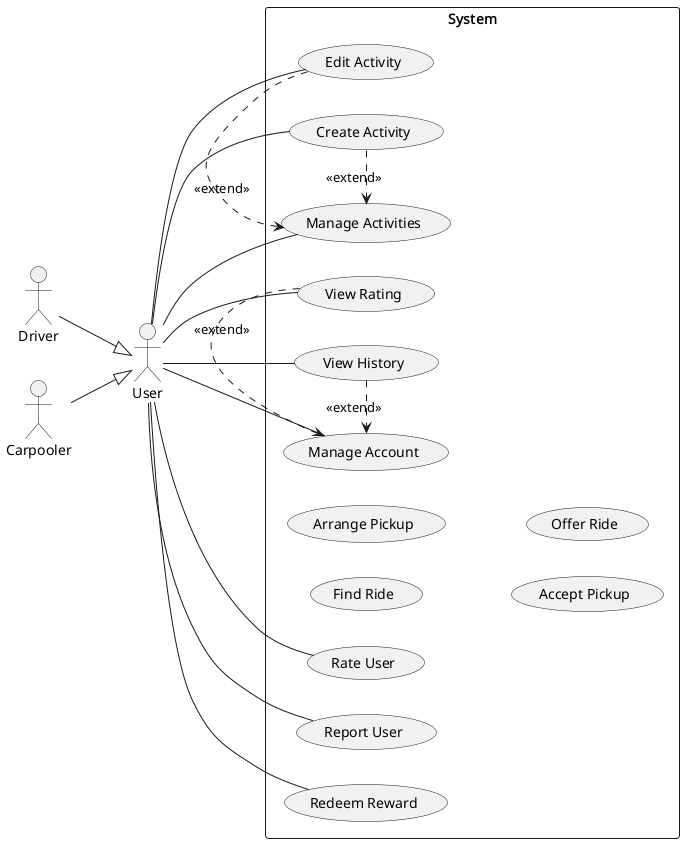 System
Edit Activity
Create Activity
«extend»
«extend»
Manage Activities
View Rating
Driver
«extend»
User
View History
«extend»
Carpooler
Manage Account
Arrange Pickup
Offer Ride
Find Ride
Accept Pickup
Rate User
Report User
Redeem Reward